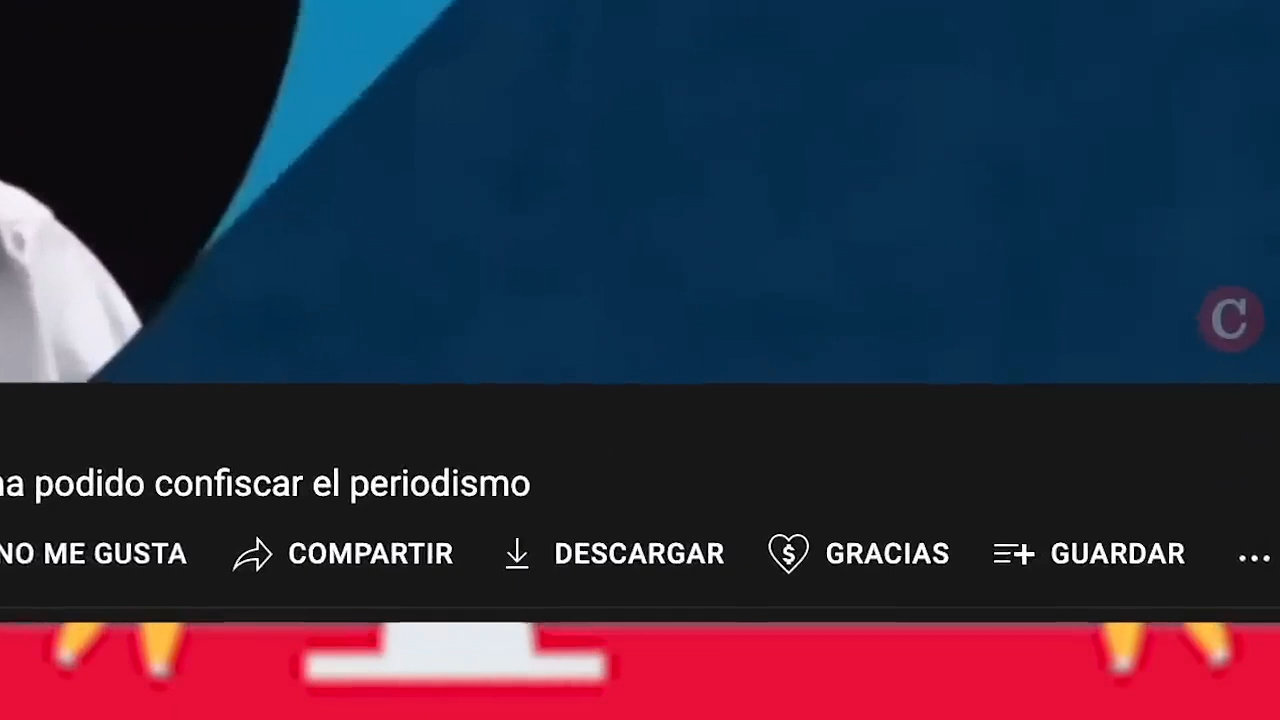 C
podido confiscar el periodismo
NO ME GUSTA COMPARTIR DESCARGAR GRACIAS GUARDAR ...